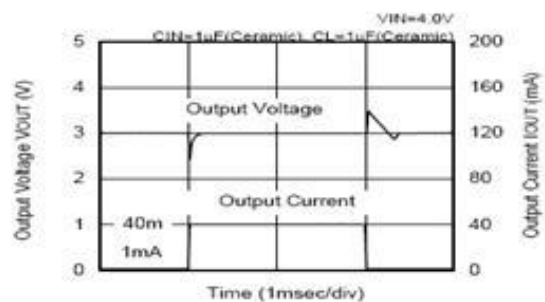 VIN=4.0V
CIN=1uF(Ceramic), CL=1uF(Ceramic)
Output Voltage VOUT (V)
5
4
3
2
1
0
Output Voltage
Output Current
40m
1mA
200
160
120
80
40
0
Output Current IOUT (mA)
Time (1msec/div)